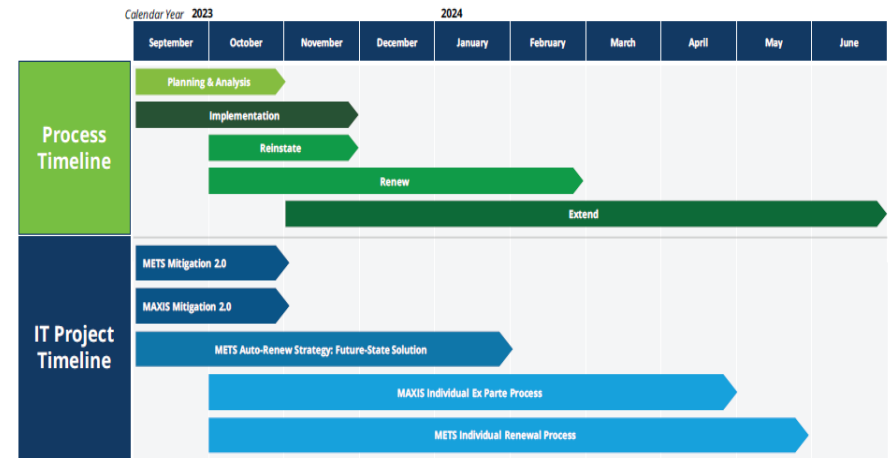 Calendar Year 2023 2024
September October November December January February March April May June
Process
Timeline
Planning & Analysis
Implementation
Reinstate
Renew
Extend
IT Project
Timeline
METS Mitigation 2.0
MAXIS Mitigation 2.0
METS Auto-Renew Strategy: Future-State Solution
MAXIS Individual Ex Parte Process
METS Individual Renewal Process